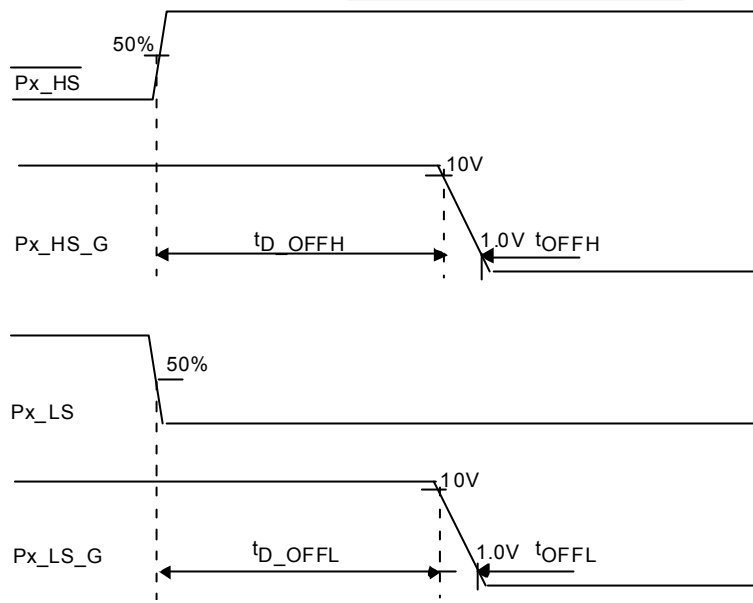 50%
Px_HS
10V
Px_HS_G
tD_OFFH
1.0V
tOFFH
50%
Px_LS
10V
Px_LS_G
tD_OFFL
1.0V
tOFFL